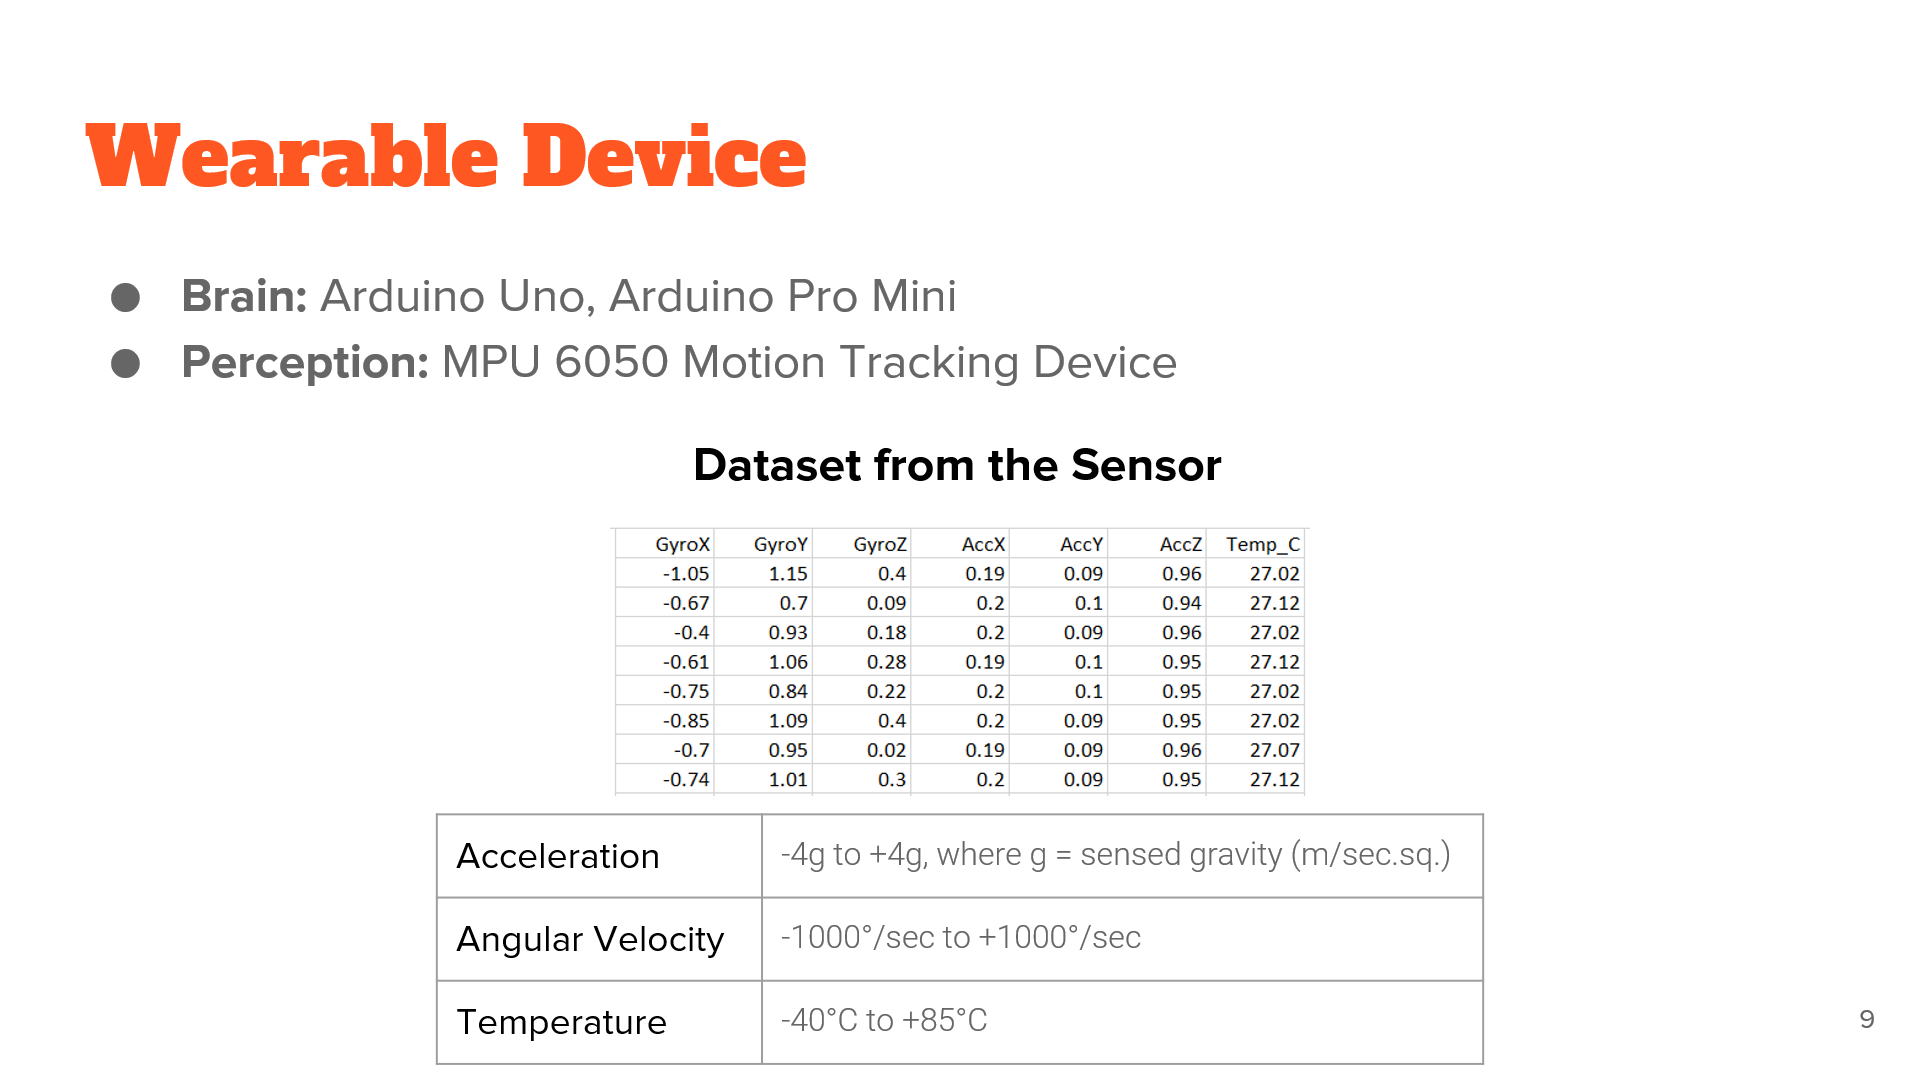 Wearable Device
● Brain: Arduino Uno, Arduino Pro Mini
● Perception: MPU 6050 Motion Tracking Device
Dataset from the Sensor
GyroX GyroY GyroZ AccX AccY AccZ Temp_C
-1.05 1.15 0.4 0.19 0.09 0.96 27.02
-0.67 0.7 0.09 0.2 0.1 0.94 27.12
-0.4 0.93 0.18 0.2 0.09 0.96 27.02
-0.61 1.06 0.28 0.19 0.1 0.95 27.12
-0.75 0.84 0.22 0.2 0.1 0.95 27.02
-0.85 1.09 0.4 0.2 0.09 0.95 27.02
-0.7 0.95 0.02 0.19 0.09 0.96 27.07
-0.74 1.01 0.3 0.2 0.09 0.95 27.12
Acceleration -4g to +4g, where g = sensed gravity (m/sec.sq.)
Angular Velocity -1000°/sec to +1000°/sec
Temperature -40°C to +85°C
9